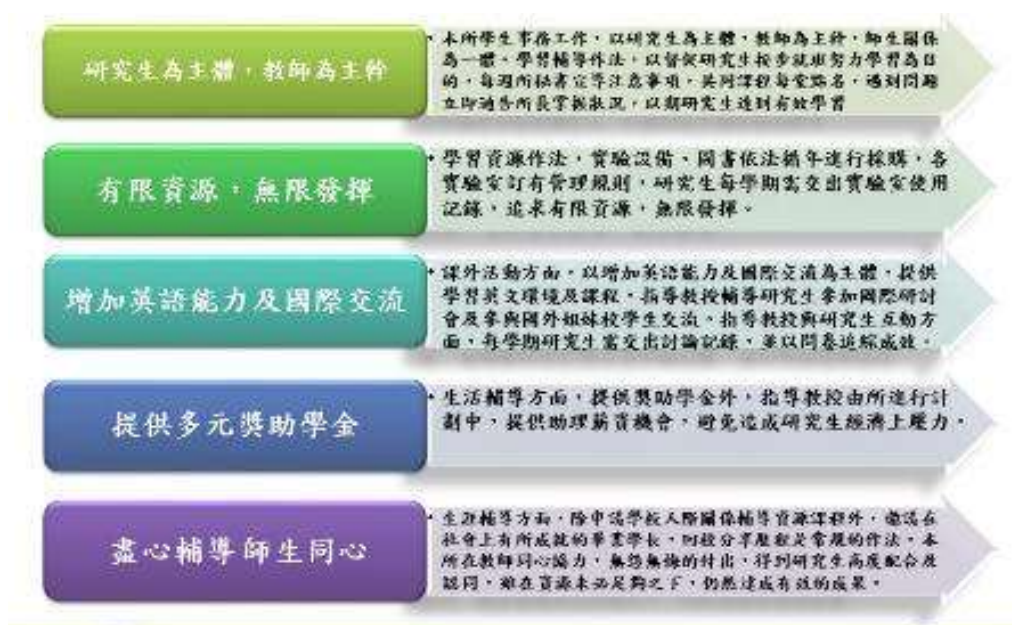 研究生為主體，教師為主幹
・本所學生事務工作，以研究生為主體，教師為主幹，師生關係
為一體。學習輔導作法，以督促研究生按步就班努力學習為目
的，每週所秘書宣導注意事項，共同課程每堂點名，遇到問題
立即通告所長掌握狀況，以期研究生達到有效學習
有限資源，無限發揮
・學習資源作法，實驗設備、圖書依法循年進行採購，各
實驗室訂有管理規則，研究生每學期需交出實驗室使用
記錄，追求有限資源，無限發揮。
增加英語能力及國際交流
・課外活動方面，以增加英語能力及國際交流為主體，提供
學習英文環境及課程，指導教授輔導研究生參加國際研討
會及參與國外姐妹校學生交流。指導教授與研究生互動方
面，每學期研究生需交出討論記錄，並以問卷追綜成效。
提供多元獎助學金
・生活輔導方面，提供獎助學金外，指導教授由所進行計
劃中，提供助理薪資機會，避免造成研究生經濟上壓力。
盡心輔導師生同心
・生涯輔導方面，除申請學校人際關係輔導資源課程外，邀請在
社會上有所成就的畢業學長，回校分享歷程是常規的作法。本
所在教師同心協力，無怨無悔的付出，得到研究生高度配合及
認同，雖在資源未必足夠之下，仍然達成有效的成果。